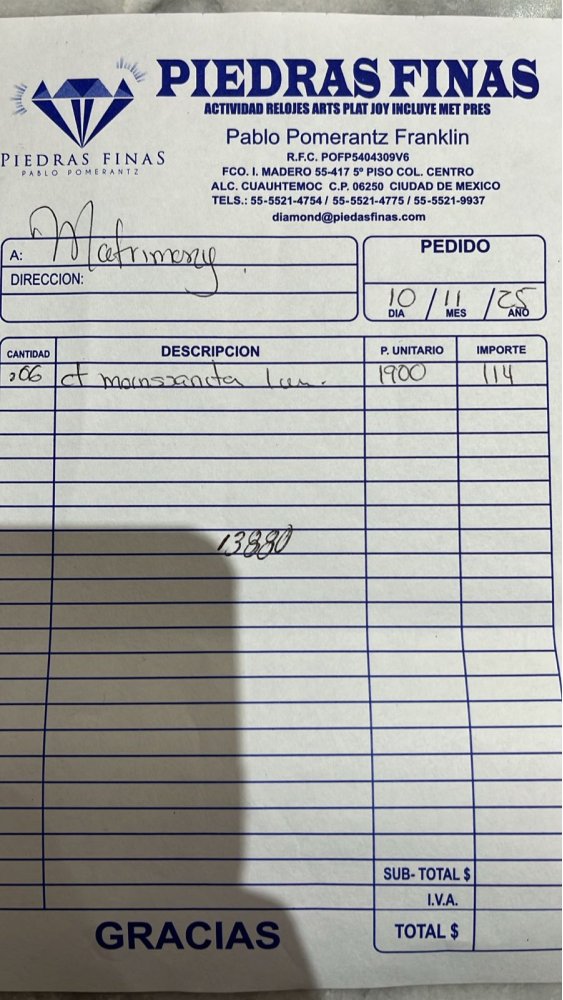 PIEDRAS FINAS
PABLO POMERANTZ
PIEDRAS FINAS
ACTIVIDAD RELOJES ARTS PLAT JOY INCLUYE MET PRES
Pablo Pomerantz Franklin
R.F.C. POFP5404309V6
FCO. I. MADERO 55-417 5º PISO COL. CENTRO
ALC. CUAUHTEMOC C.P. 06250 CIUDAD DE MEXICO
TELS.: 55-5521-4754 / 55-5521-4775 / 55-5521-9937
diamond@piedasfinas.com
A: Matrimony
DIRECCION:
PEDIDO
10 / 11 / 25
DIA MES AÑO
CANTIDAD DESCRIPCION P. UNITARIO IMPORTE
.06 ct 1900 114
13880
SUB- TOTAL $
I.V.A.
TOTAL $
GRACIAS